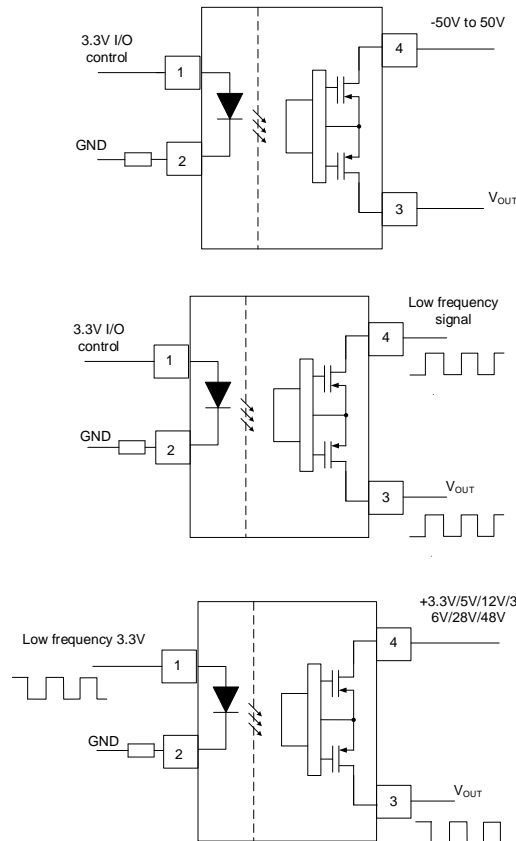 -50V to 50V
3.3V I/O
control
4
1
GND
2
3
VOUT
Low frequency
signal
3.3V I/O
control
4
1
GND
2
VOUT
3
+3.3V/5V/12V/3
6V/28V/48V
Low frequency 3.3V
4
1
GND
2
VOUT
3